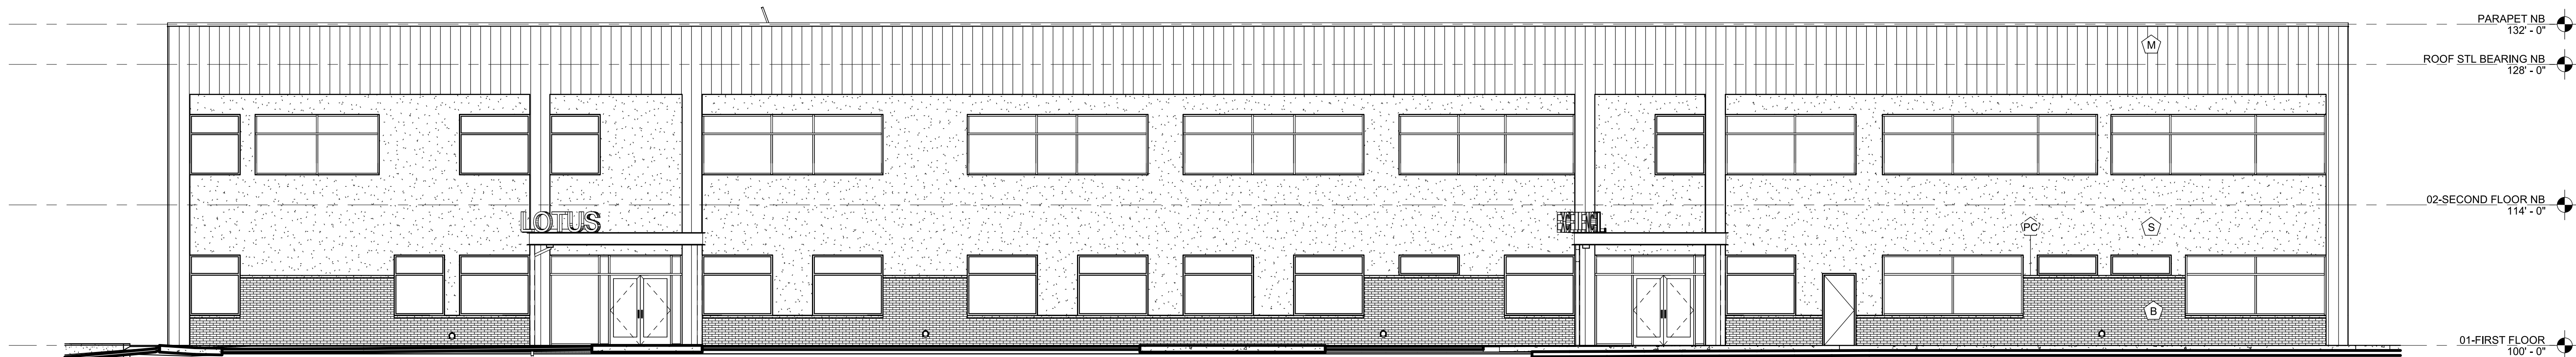 PARAPET NB
132' - 0"
M
ROOF STL BEARING NB
128' - 0"
02-SECOND FLOOR NB
114' - 0"
LOTUS
PC
S
B
01-FIRST FLOOR
100' - 0"